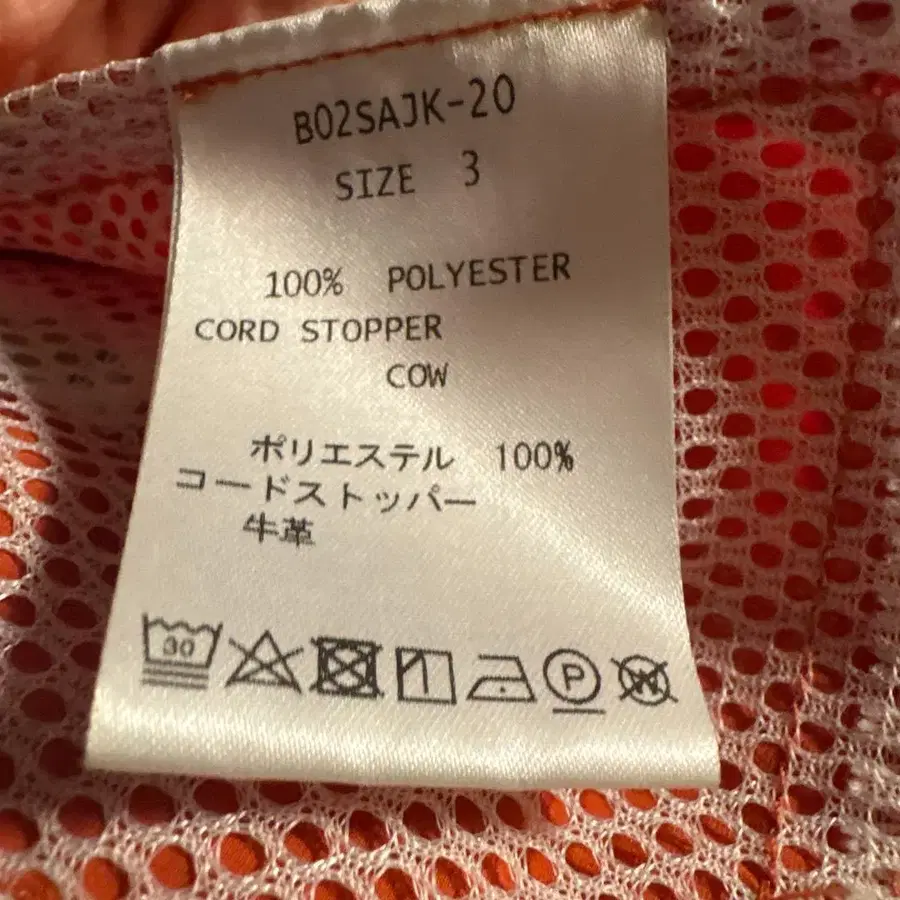 B02SAJK-20
SIZE 3
100% POLYESTER
CORD STOPPER
COW
ポリエステル 100%
コードストッパー
牛革
30
P
W